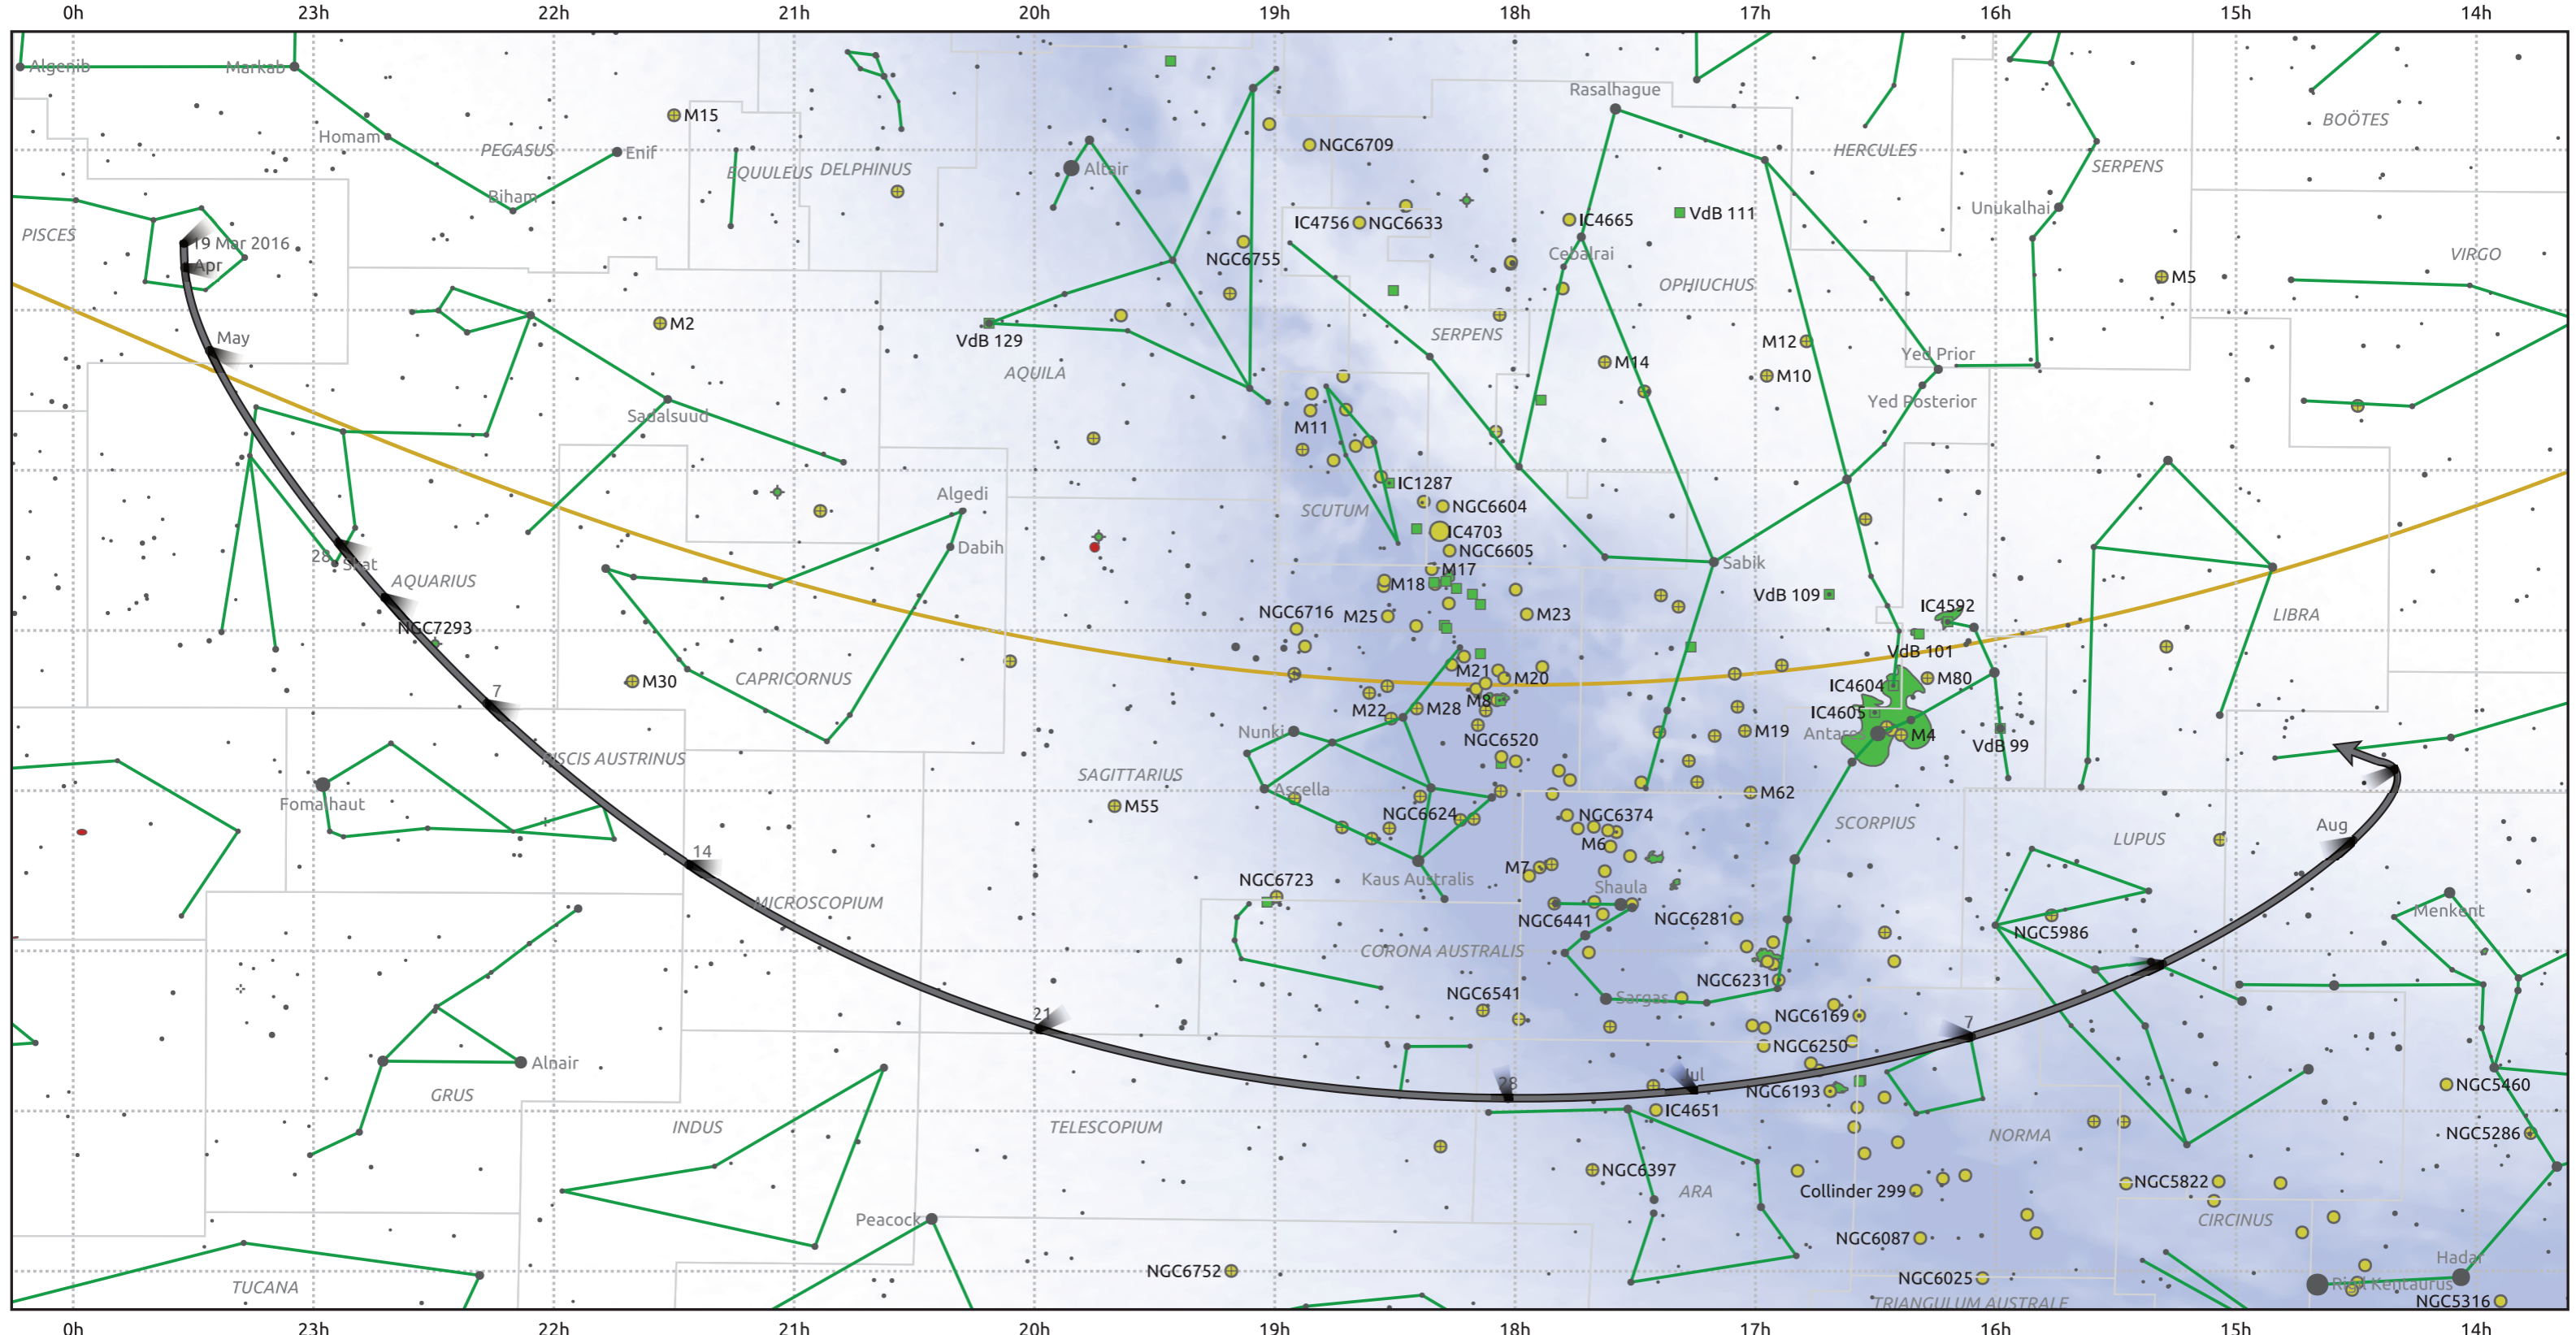 0h 23h 22h 21h 20h 19h 18h 17h 16h 15h 14h
Algenib
Markab
Rasalhague
M15
BOÖTES
Homam
PEGASUS
Enif
NGC6709
HERCULES
EQUULEUS
DELPHINUS
Altair
SERPENS
Biham
Unukalhai
VdB 111
PISCES
IC4756
NGC6633
IC4665
19 Mar 2016
Cebalrai
VIRGO
NGC6755
Apr
OPHIUCHUS
M5
M2
May
VdB 129
SERPENS
M12
Yed Prior
M14
AQUILA
M10
Yed Posterior
Sadalsuud
M11
IC1287
Algedi
NGC6604
SCUTUM
IC4703
Dabih
NGC6605
28
Skat
Sabik
M17
AQUARIUS
M18
VdB 109
IC4592
NGC6716
M25
M23
LIBRA
NGC7293
VdB 101
M21
M20
M80
M30
CAPRICORNUS
IC4604
7
M8
M22
M28
IC4605
Nunki
M19
Antares
M4
NGC6520
VdB 99
PISCIS AUSTRINUS
SAGITTARIUS
Ascella
M62
Fomalhaut
M55
NGC6624
NGC6374
SCORPIUS
Aug
LUPUS
M6
14
M7
NGC6723
Kaus Australis
Shaula
MICROSCOPIUM
NGC6441
NGC6281
Menkent
NGC5986
CORONA AUSTRALIS
NGC6231
NGC6541
Sargas
21
NGC6169
7
NGC6250
Alnair
28
Jul
NGC6193
NGC5460
GRUS
IC4651
INDUS
TELESCOPIUM
NORMA
NGC5286
NGC6397
NGC5822
ARA
Collinder 299
Peacock
CIRCINUS
NGC6087
Hadar
NGC6752
NGC6025
TUCANA
Rigil Kentaurus
NGC5316
TRIANGULUM AUSTRALE
0h 23h 22h 21h 20h 19h 18h 17h 16h 15h 14h